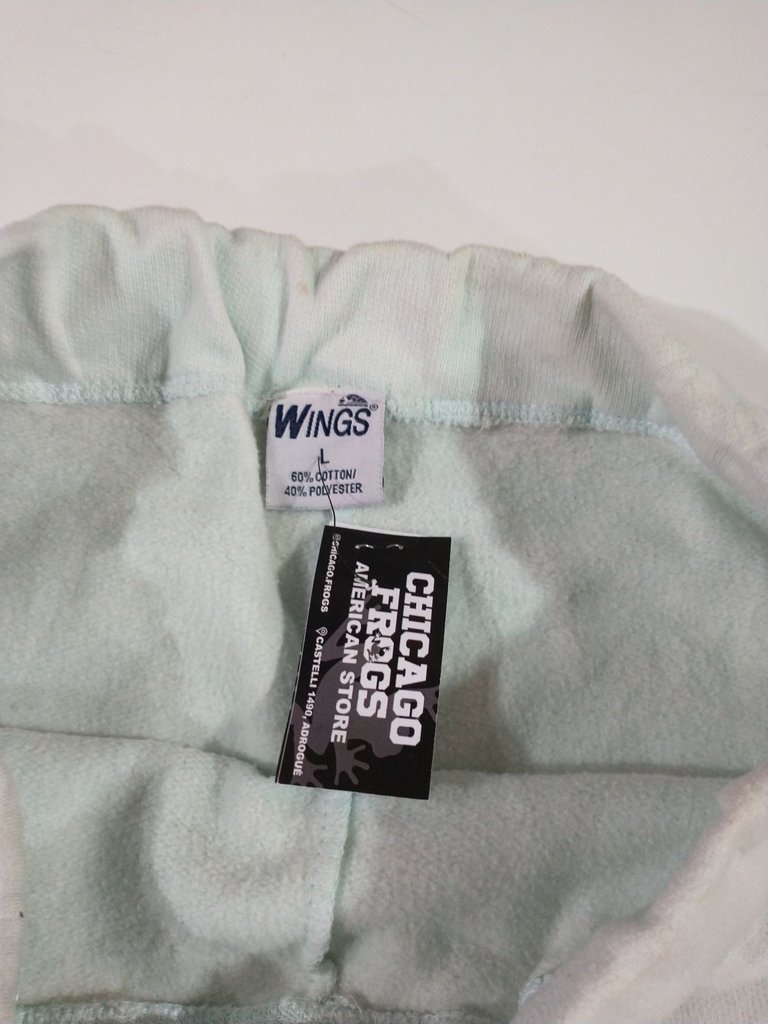 WINGS®
L
60% COTTON/
40% POLYESTER
CHICAGO
FROGS
AMERICAN STORE
@CHICAGO.FROGS CASTELLI 1490, ADROGUÉ